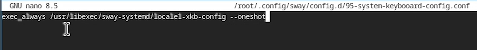 GNU nano 8.5 /root/.config/sway/config.d/95-system-keyboard-config.conf
exec_always /usr/libexec/sway-systemd/locale1-xkb-config --oneshot